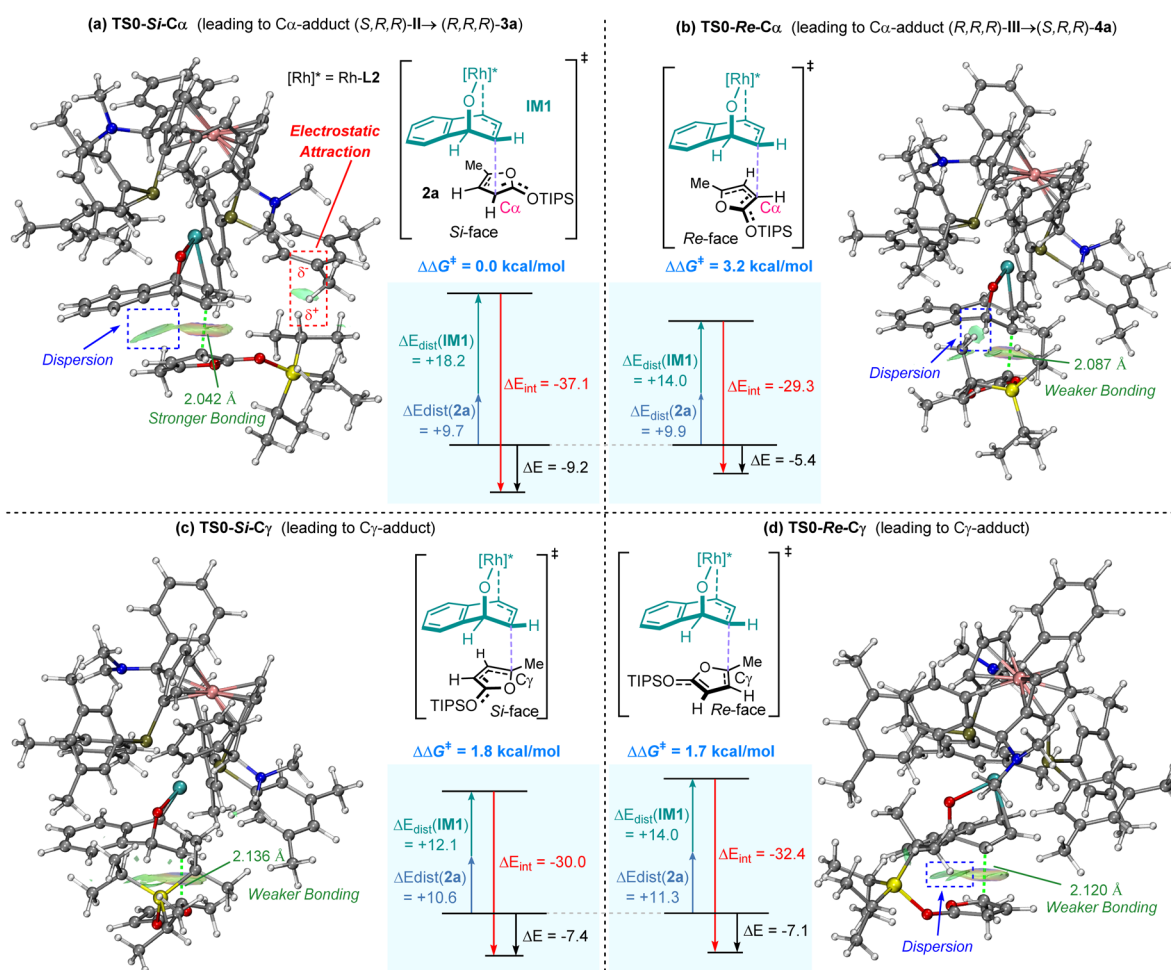 (a) TS0-Si-Cα (leading to Cα-adduct (S,R,R)-II→ (R,R,R)-3a)
[Rh]* = Rh-L2
Electrostatic
Attraction
δ-
δ+
Dispersion
2.042 Å
Stronger Bonding
‡
[Rh]*
O
IM1
H
H
Me
O
2a
H
OTIPS
H
Cα
Si-face
ΔΔG‡ = 0.0 kcal/mol
ΔEdist(IM1)
= +18.2
ΔEint = -37.1
ΔEdist(2a)
= +9.7
ΔE = -9.2
(b) TS0-Re-Cα (leading to Cα-adduct (R,R,R)-III→(S,R,R)-4a)
‡
[Rh]*
O
H
H
H
Me
H
O
Cα
OTIPS
Re-face
ΔΔG‡ = 3.2 kcal/mol
ΔEdist(IM1)
= +14.0
ΔEint = -29.3
ΔEdist(2a)
= +9.9
ΔE = -5.4
Dispersion
2.087 Å
Weaker Bonding
(c) TS0-Si-Cγ (leading to Cγ-adduct)
2.136 Å
Weaker Bonding
‡
[Rh]*
O
H
H
H
Me
Cγ
H
O
TIPSO
Si-face
ΔΔG‡ = 1.8 kcal/mol
ΔEdist(IM1)
= +12.1
ΔEint = -30.0
ΔEdist(2a)
= +10.6
ΔE = -7.4
(d) TS0-Re-Cγ (leading to Cγ-adduct)
‡
[Rh]*
O
H
H
O
Me
Cγ
TIPSO
H
H
Re-face
ΔΔG‡ = 1.7 kcal/mol
ΔEdist(IM1)
= +14.0
ΔEint = -32.4
ΔEdist(2a)
= +11.3
ΔE = -7.1
2.120 Å
Weaker Bonding
Dispersion